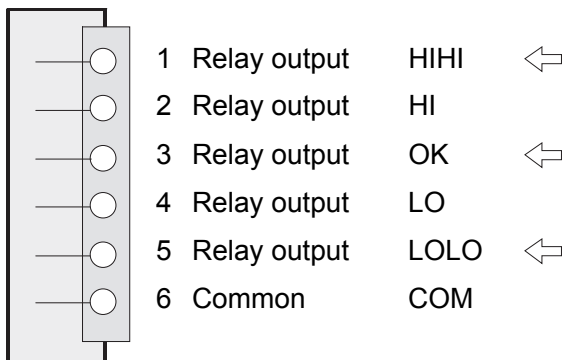 1 Relay output HIHI
2 Relay output HI
3 Relay output OK
4 Relay output LO
5 Relay output LOLO
6 Common COM